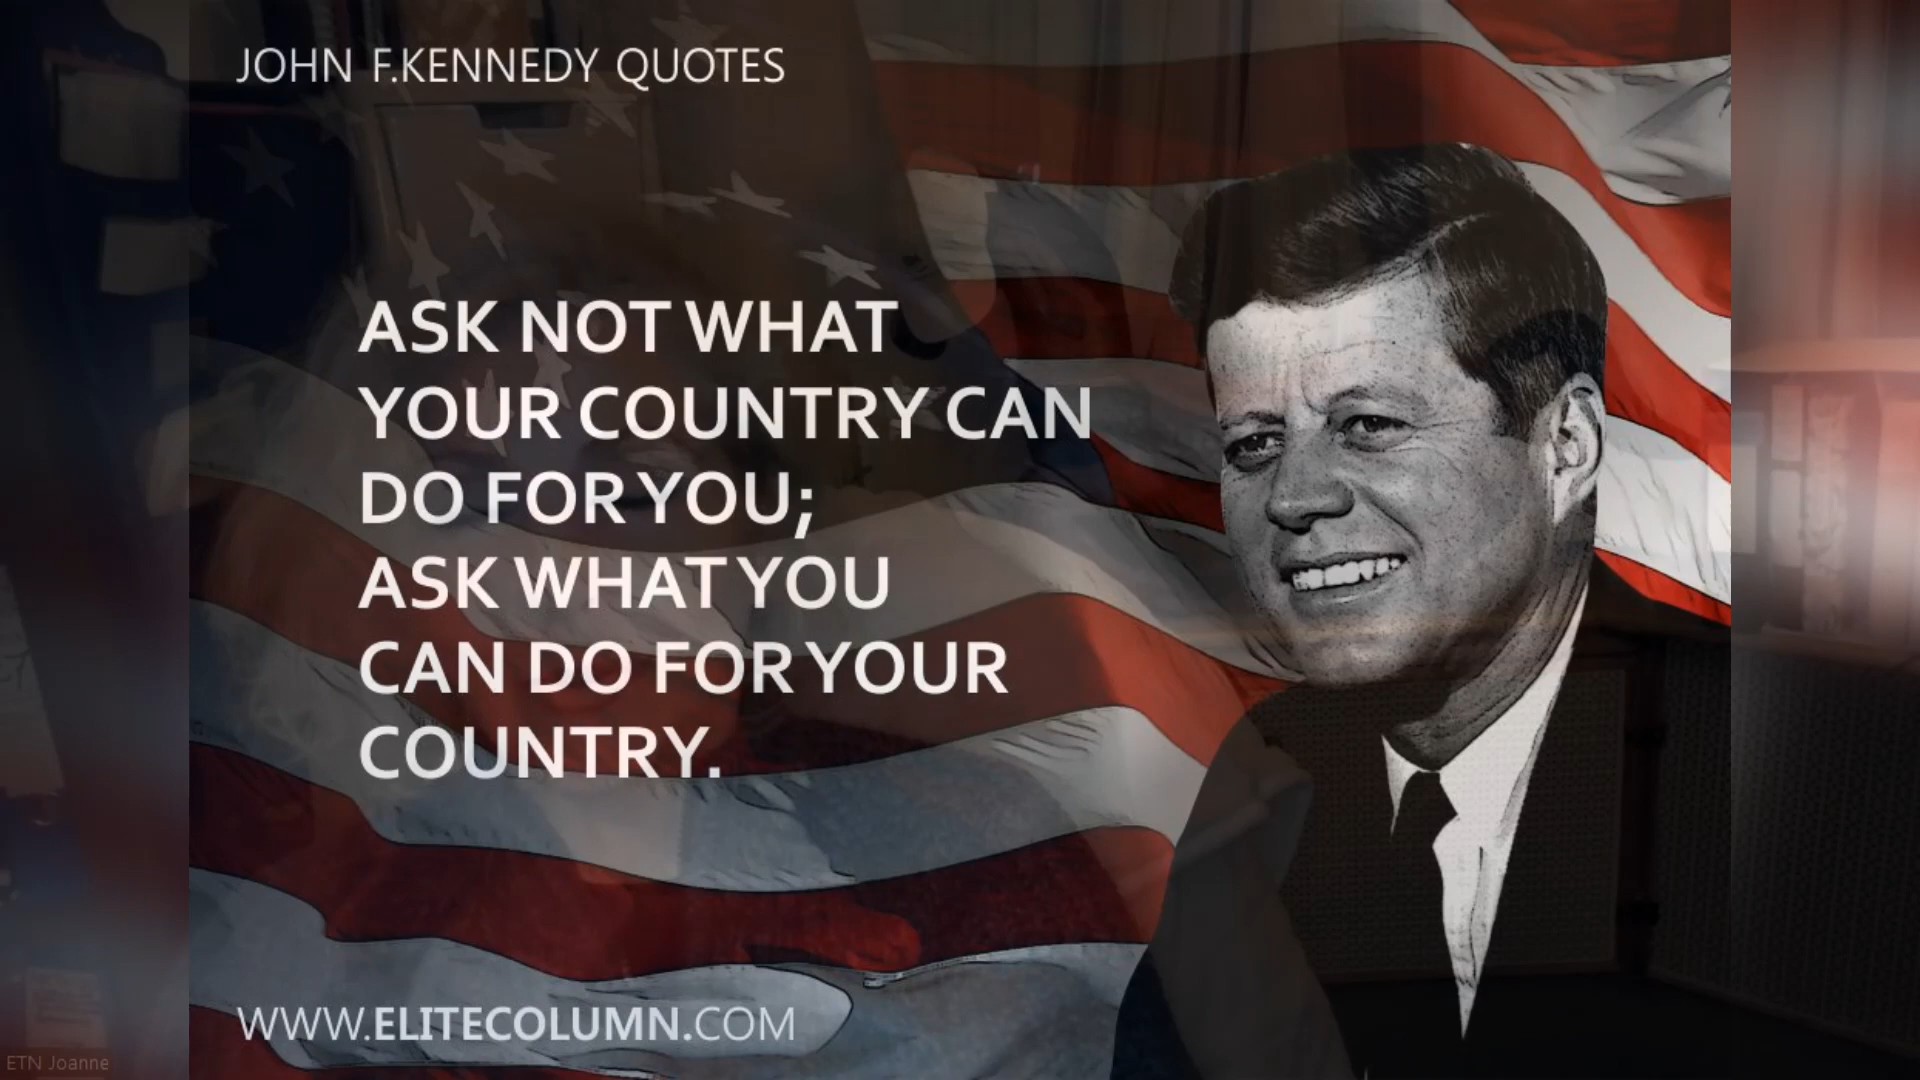 JOHN F.KENNEDY QUOTES
ASK NOT WHAT
YOUR COUNTRY CAN
DO FOR YOU;
ASK WHAT YOU
CAN DO FOR YOUR
COUNTRY.
WWW.ELITECOLUMN.COM
ETN Joanne